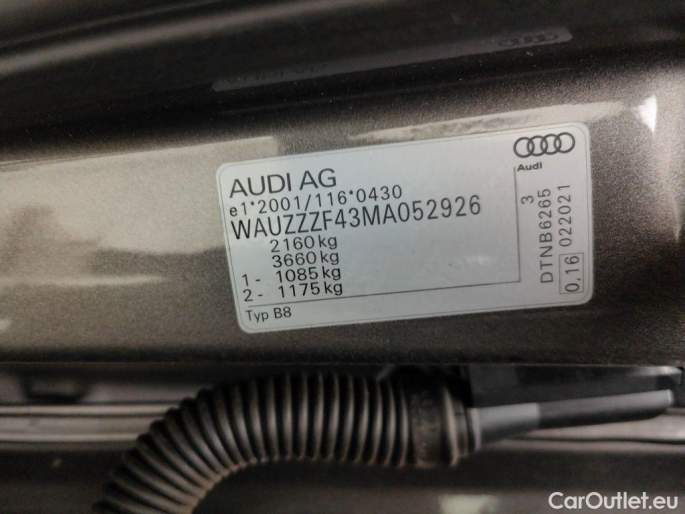 AUDI AG
e1*2001/116*0430
WAUZZZF43MA052926
2160 kg
3660 kg
1 - 1085 kg
2 - 1175 kg
Typ B8
Audi
3
DTNB6265
0,16 022021
CarOutlet.eu